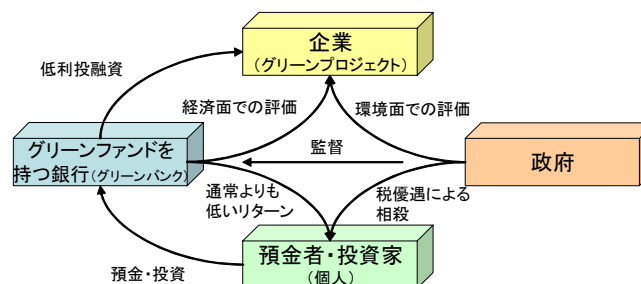 企業
(グリーンプロジェクト)
低利投融資
経済面での評価
環境面での評価
グリーンファンドを
持つ銀行(グリーンバンク)
監督
政府
通常よりも
低いリターン
税優遇による
相殺
預金者・投資家
(個人)
預金・投資